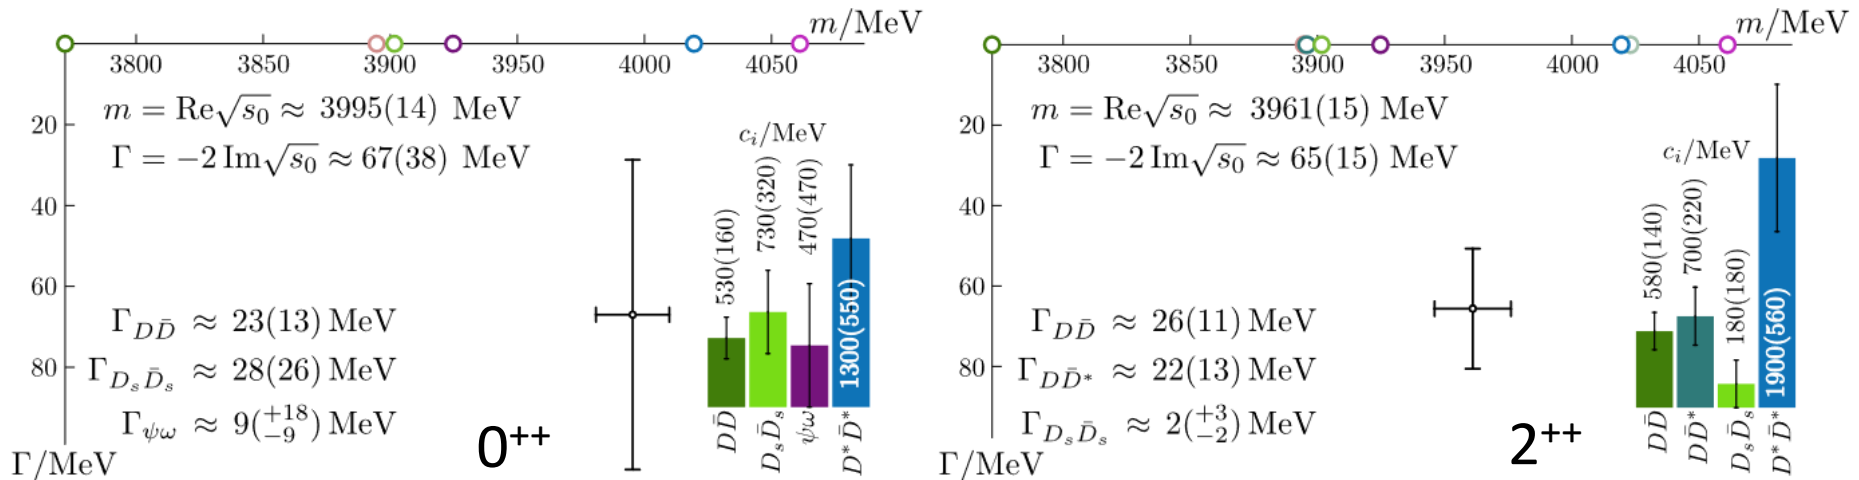 m/MeV
3800 3850 3900 3950 4000 4050
m = Re√s₀ ≈ 3995(14) MeV
Γ = −2 Im√s₀ ≈ 67(38) MeV
20
40
60
80
c_i/MeV
530(160)
730(320)
470(470)
1300(550)
Γ_{DD̄} ≈ 23(13) MeV
Γ_{D_sD̄_s} ≈ 28(26) MeV
Γ_{ψω} ≈ 9(^{+18}_{−9}) MeV
DD̄
D_sD̄_s
ψω
D*D̄*
0⁺⁺
Γ/MeV
m/MeV
3800 3850 3900 3950 4000 4050
m = Re√s₀ ≈ 3961(15) MeV
Γ = −2 Im√s₀ ≈ 65(15) MeV
20
40
60
80
c_i/MeV
580(140)
700(220)
180(180)
1900(560)
Γ_{DD̄} ≈ 26(11) MeV
Γ_{DD̄*} ≈ 22(13) MeV
Γ_{D_sD̄_s} ≈ 2(^{+3}_{−2}) MeV
DD̄
DD̄*
D_sD̄_s
D*D̄*
2⁺⁺
Γ/MeV